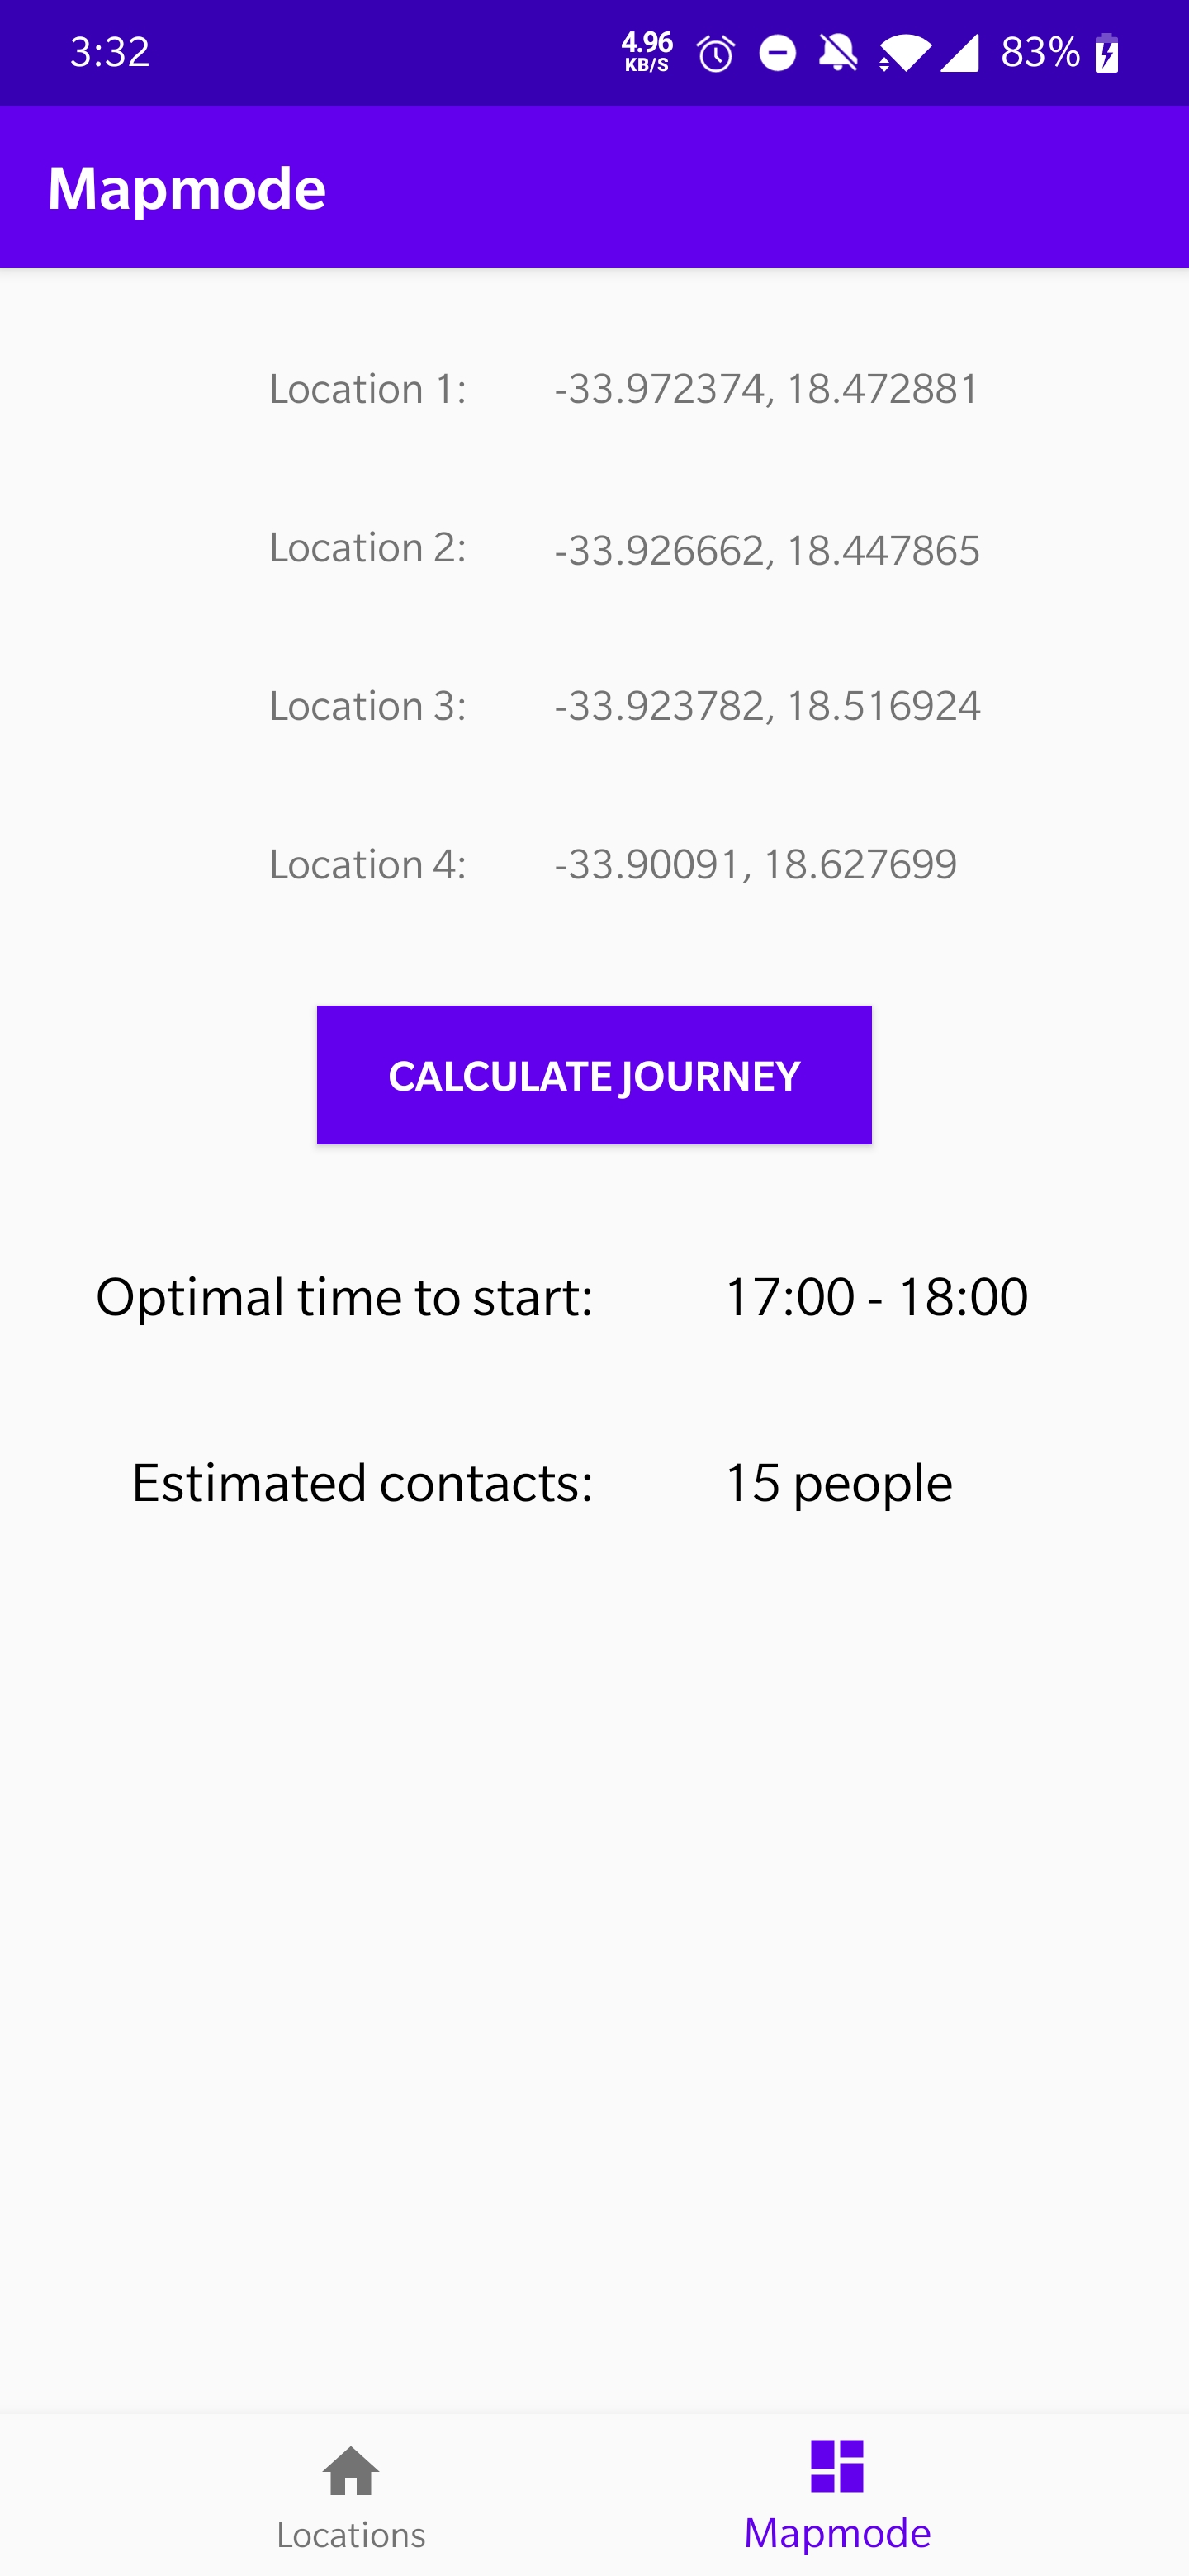 3:32
4.96
KB/S
83%
Mapmode
Location 1: -33.972374, 18.472881
Location 2: -33.926662, 18.447865
Location 3: -33.923782, 18.516924
Location 4: -33.90091, 18.627699
CALCULATE JOURNEY
Optimal time to start: 17:00 - 18:00
Estimated contacts: 15 people
Locations
Mapmode